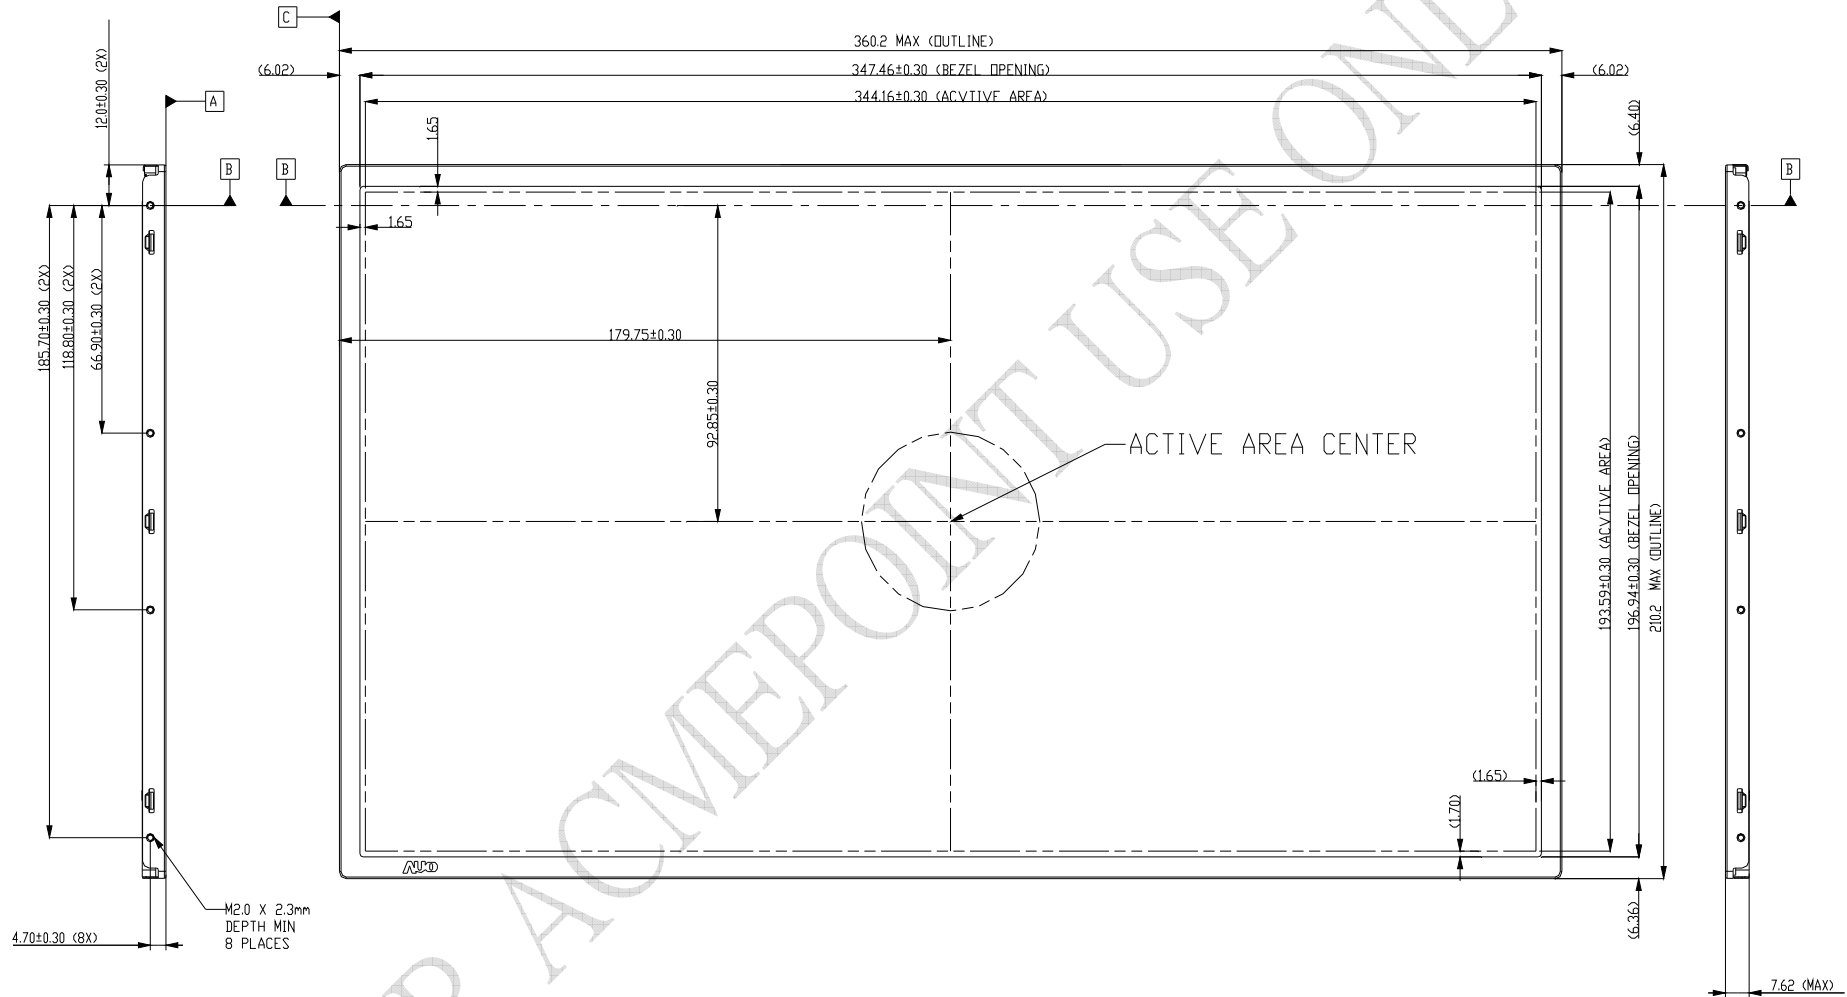 C
360.2 MAX (OUTLINE)
(6.02)
347.46±0.30 (BEZEL OPENING)
(6.02)
344.16±0.30 (ACVTIVE AREA)
12.0±0.30 (2X)
A
1.65
(6.40)
B
B
B
1.65
185.70±0.30 (2X)
118.80±0.30 (2X)
66.90±0.30 (2X)
179.75±0.30
92.85±0.30
ACTIVE AREA CENTER
193.59±0.30 (ACVTIVE AREA)
196.94±0.30 (BEZEL OPENING)
210.2 MAX (OUTLINE)
(1.65)
(1.70)
AUO
M2.0 X 2.3mm
DEPTH MIN
8 PLACES
4.70±0.30 (8X)
(6.36)
7.62 (MAX)
ACMEPOINT USE ONL